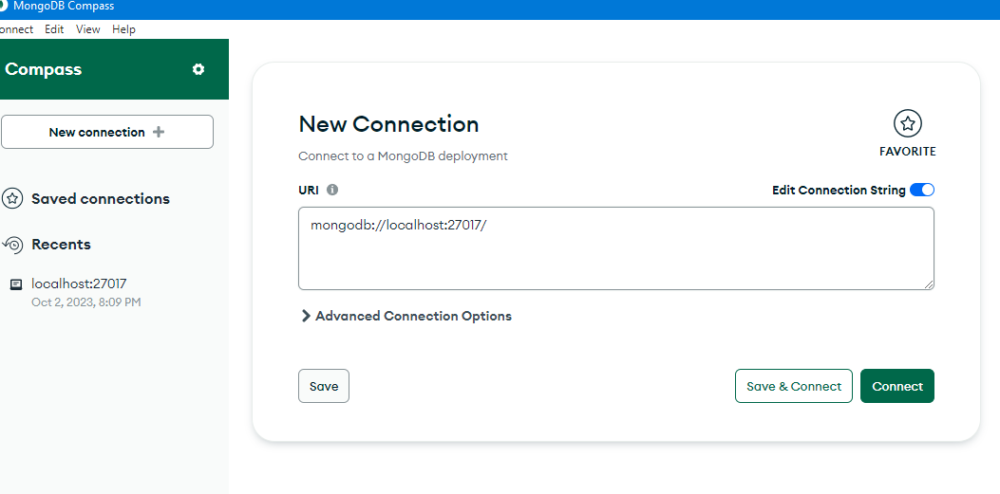 MongoDB Compass
onnect Edit View Help
Compass
New connection
Saved connections
Recents
localhost:27017
Oct 2, 2023, 8:09 PM
New Connection
Connect to a MongoDB deployment
FAVORITE
URI
Edit Connection String
mongodb://localhost:27017/
Advanced Connection Options
Save
Save & Connect
Connect